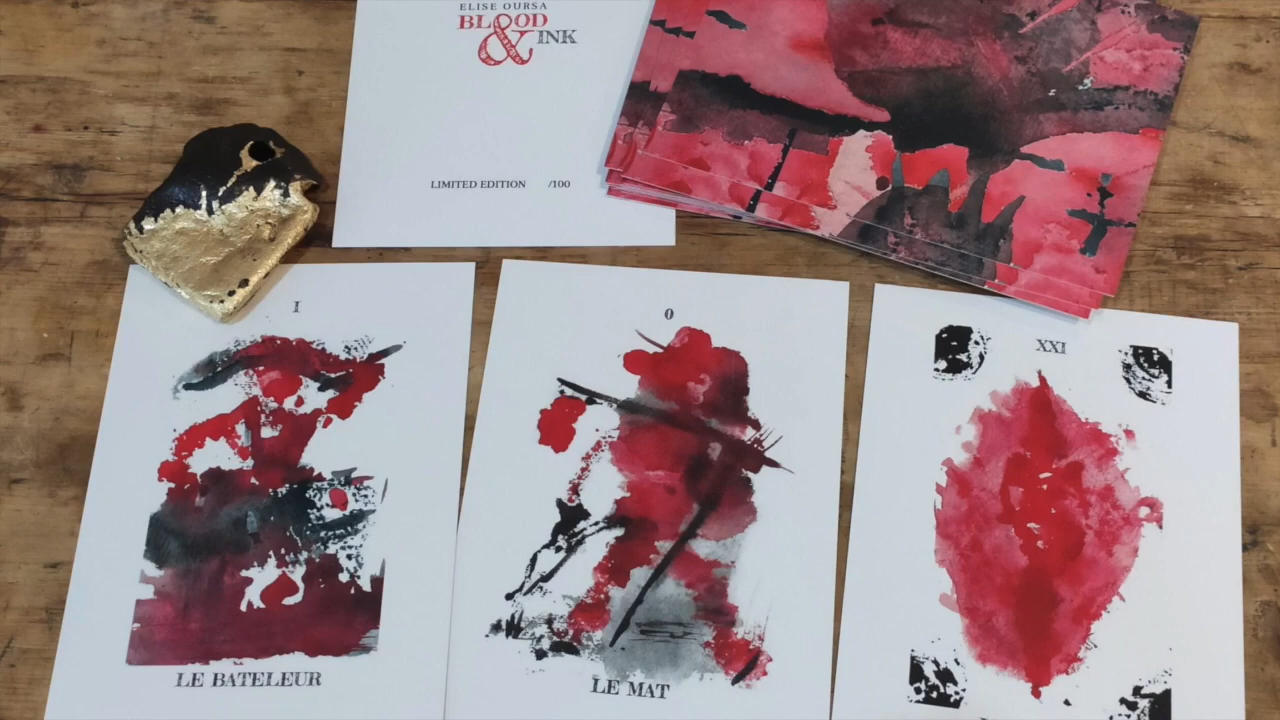 ELISE OURSA
BLOOD
& INK
LIMITED EDITION /100
I
LE BATELEUR
0
LE MAT
XXI